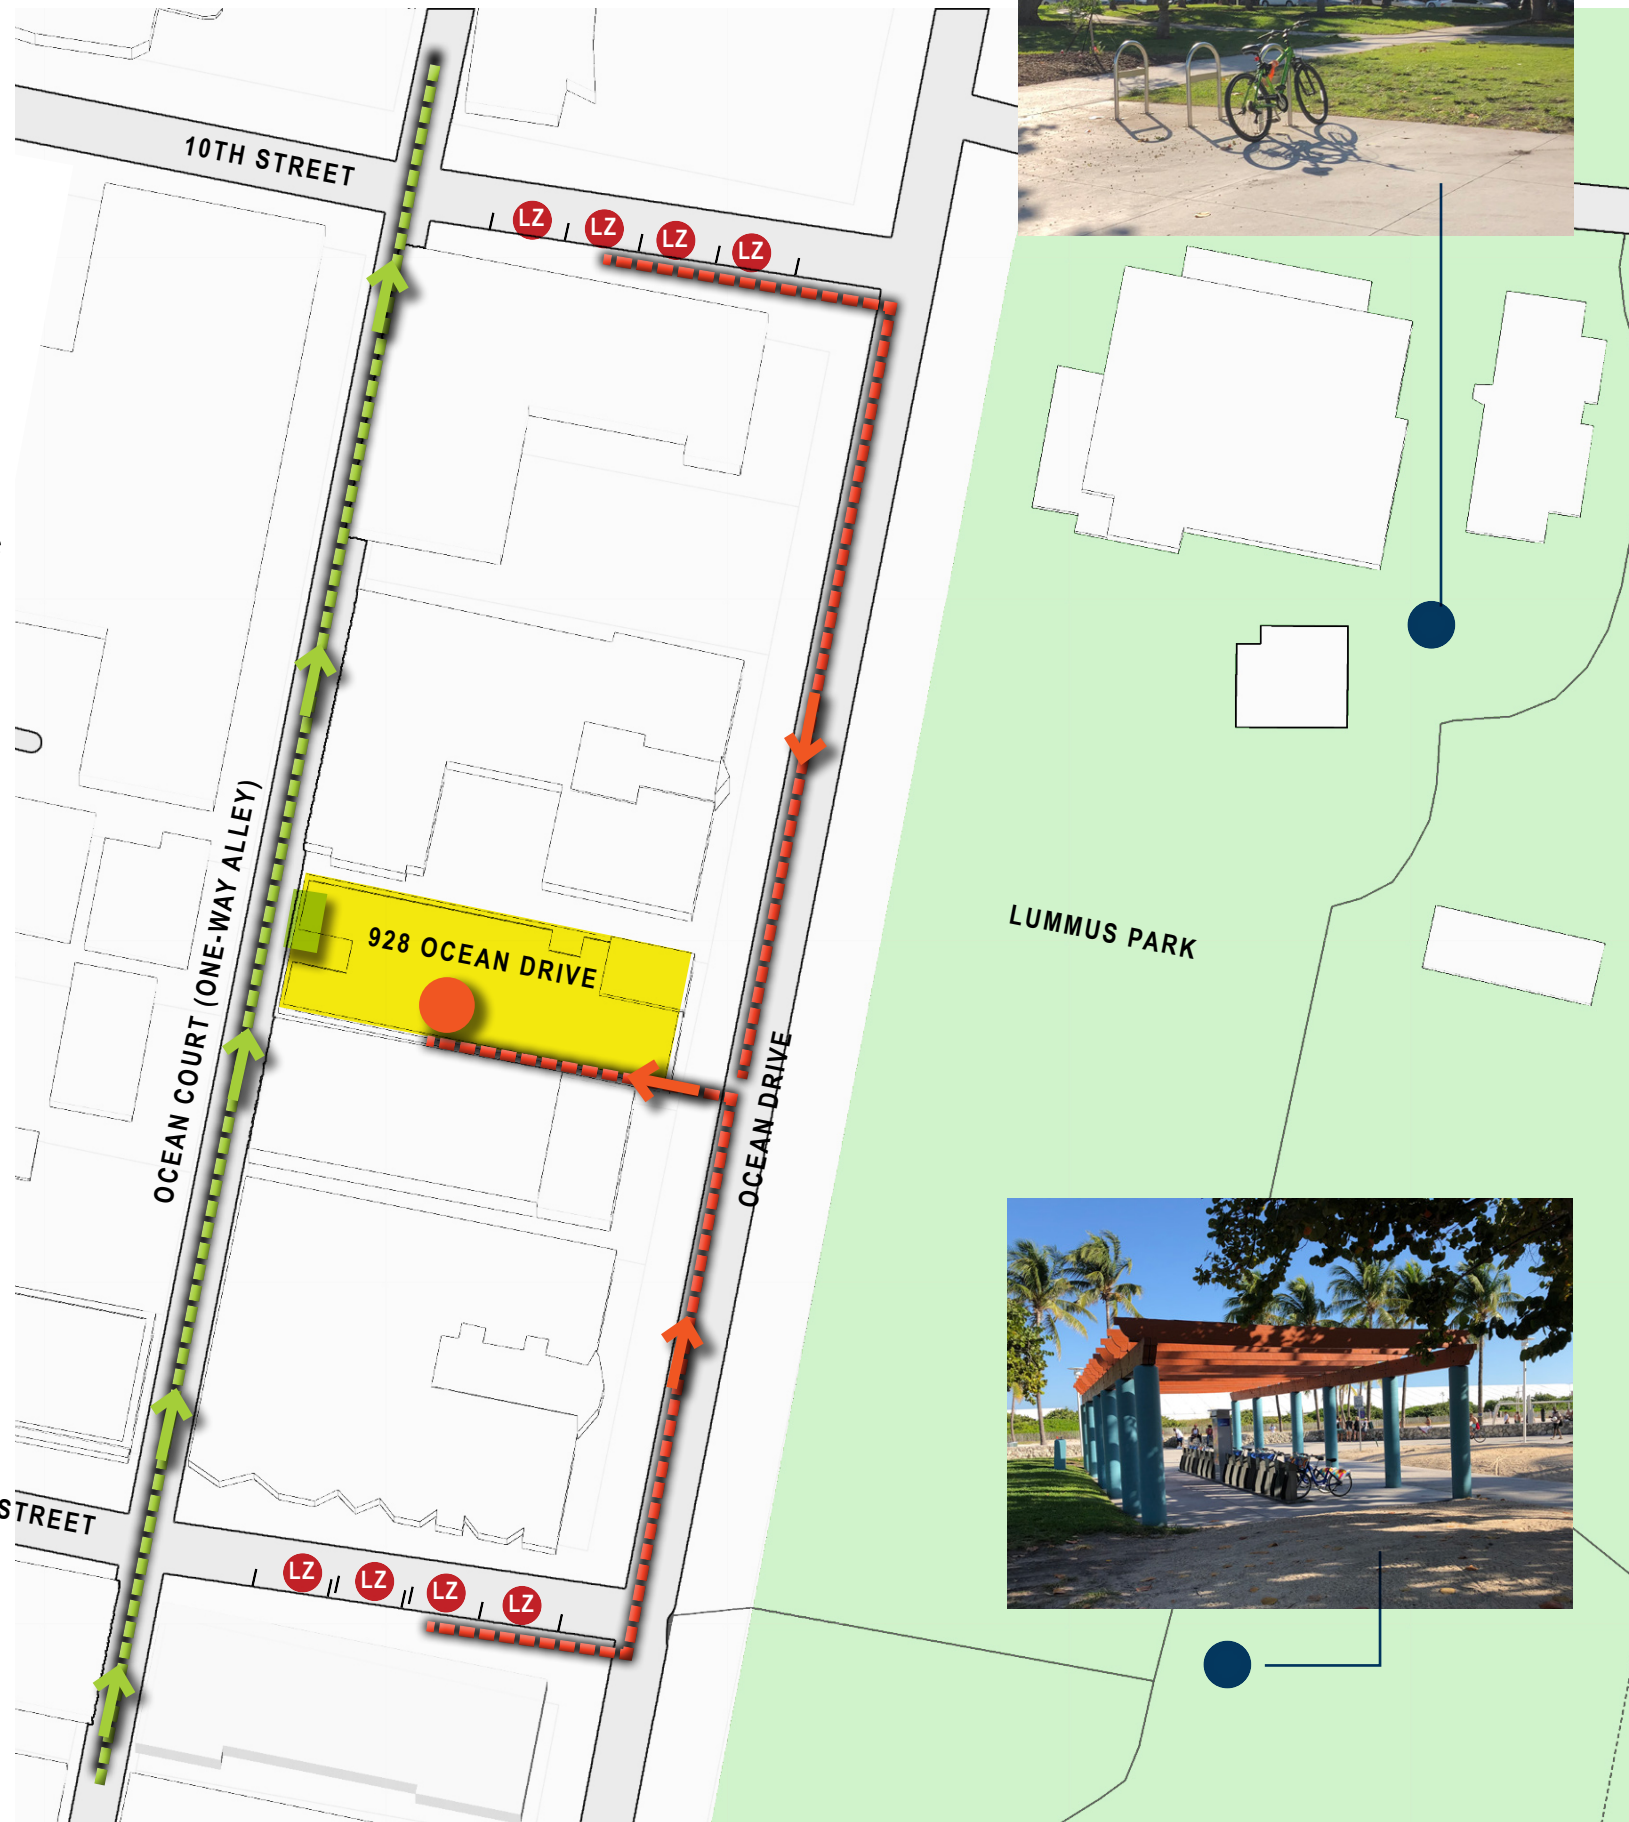 10TH STREET
LZ
LZ
LZ
LZ
OCEAN COURT (ONE-WAY ALLEY)
928 OCEAN DRIVE
LUMMUS PARK
OCEAN DRIVE
STREET
LZ
LZ
LZ
LZ